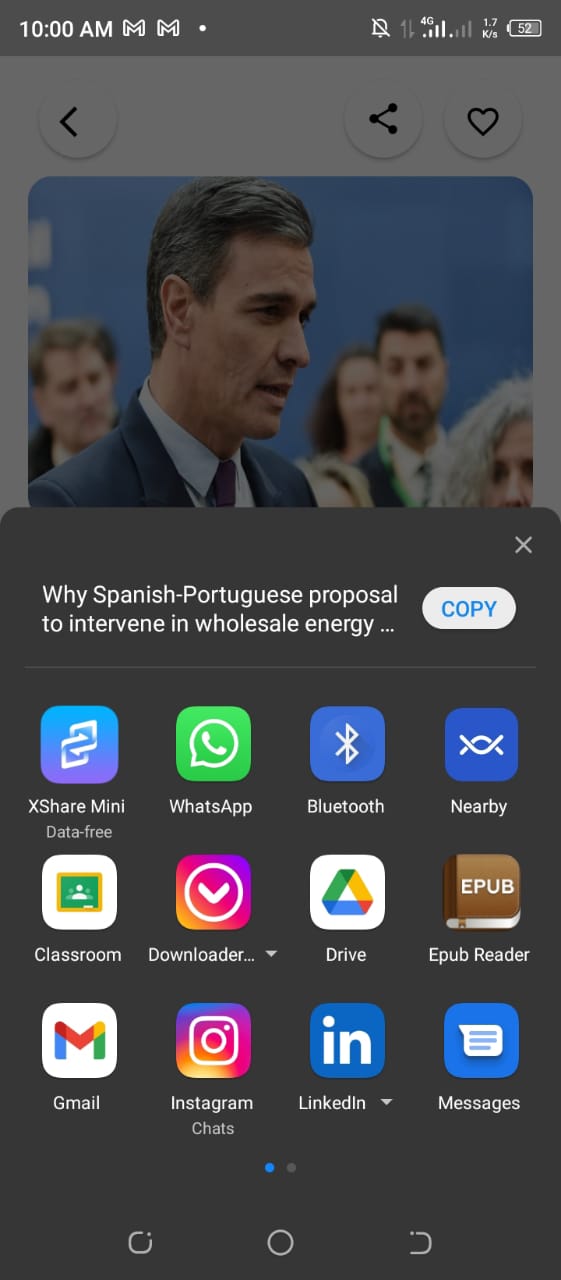 10:00 AM
4G
1.7
K/s
52
Why Spanish-Portuguese proposal
to intervene in wholesale energy ...
COPY
XShare Mini
Data-free
WhatsApp
Bluetooth
Nearby
EPUB
Classroom
Downloader...
Drive
Epub Reader
in
Gmail
Instagram
Chats
LinkedIn
Messages